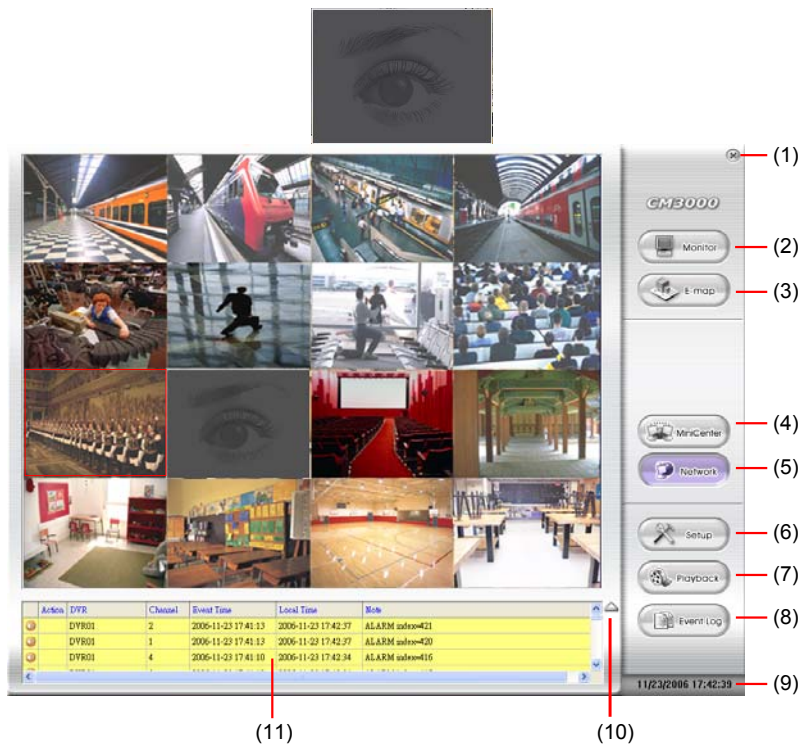 (1)
CM3000
Monitor
(2)
E-map
(3)
MiniCenter
(4)
Network
(5)
Setup
(6)
Playback
(7)
Event Log
(8)
Action DVR Channel Event Time Local Time Note
DVR01 2 2006-11-23 17:41:13 2006-11-23 17:42:37 ALARM index=421
DVR01 1 2006-11-23 17:41:13 2006-11-23 17:42:37 ALARM index=420
DVR01 4 2006-11-23 17:41:10 2006-11-23 17:42:34 ALARM index=416
11/23/2006 17:42:39
(9)
(11)
(10)